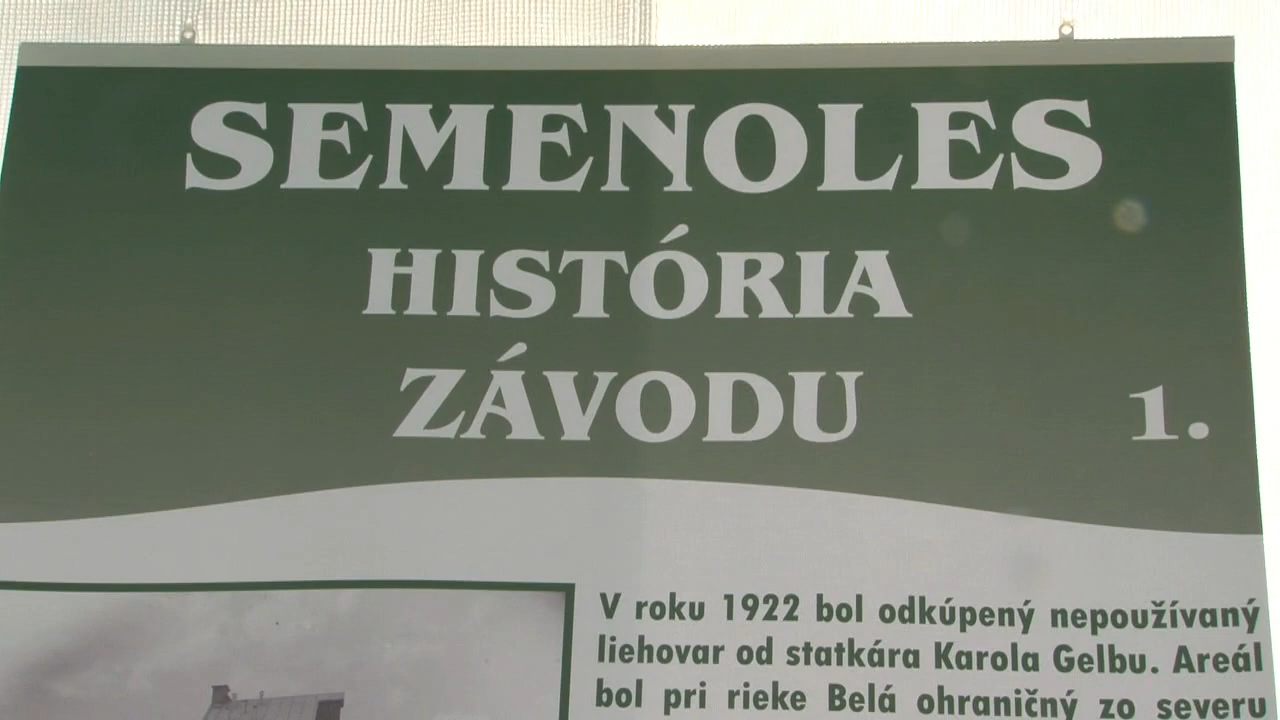 SEMENOLES
HISTÓRIA
ZÁVODU
1.
V roku 1922 bol odkúpený nepoužívaný
liehovar od statkára Karola Gelbu. Areál
bol pri rieke Belá ohraničný zo severu